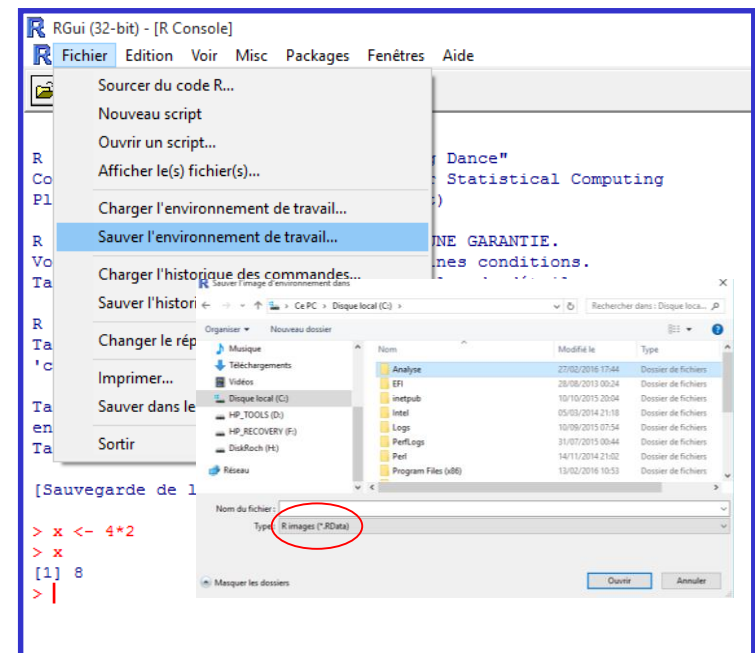 RGui (32-bit) - [R Console]
Fichier Edition Voir Misc Packages Fenêtres Aide
Sourcer du code R...
Nouveau script
Ouvrir un script...
Afficher le(s) fichier(s)...
Charger l'environnement de travail...
Sauver l'environnement de travail...
Charger l'historique des commandes...
Sauver l'histori
Changer le rép
Imprimer...
Sauver dans le
Sortir
R Dance"
Co Statistical Computing
Pl )
R UNE GARANTIE.
Vo nes conditions.
Ta
R
Ta
'c
Ta
en
Ta
[Sauvegarde de l
> x <- 4*2
> x
[1] 8
>
Sauver l'image d'environnement dans
Ce PC > Disque local (C:) > Rechercher dans : Disque loca...
Organiser Nouveau dossier
Musique
Téléchargements
Vidéos
Disque local (C:)
HP_TOOLS (D:)
HP_RECOVERY (F:)
DiskRoch (H:)
Réseau
Nom Modifié le Type
Analyse 27/02/2016 17:44 Dossier de fichiers
EFI 28/08/2013 00:24 Dossier de fichiers
inetpub 10/10/2015 20:04 Dossier de fichiers
Intel 05/03/2014 21:18 Dossier de fichiers
Logs 10/09/2015 07:54 Dossier de fichiers
PerfLogs 31/07/2015 00:44 Dossier de fichiers
Perl 14/11/2014 21:02 Dossier de fichiers
Program Files (x86) 13/02/2016 10:53 Dossier de fichiers
Nom du fichier :
Type : R images (*.RData)
Masquer les dossiers
Ouvrir Annuler